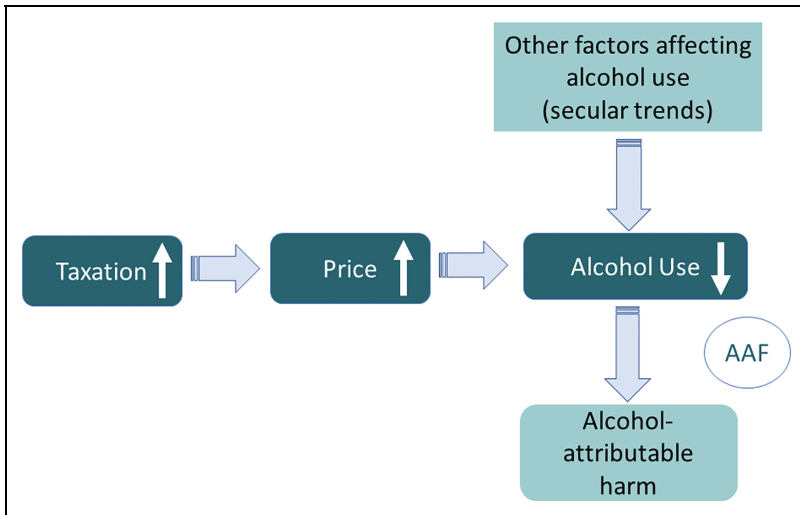 Other factors affecting
alcohol use
(secular trends)
Taxation
Price
Alcohol Use
AAF
Alcohol-
attributable
harm